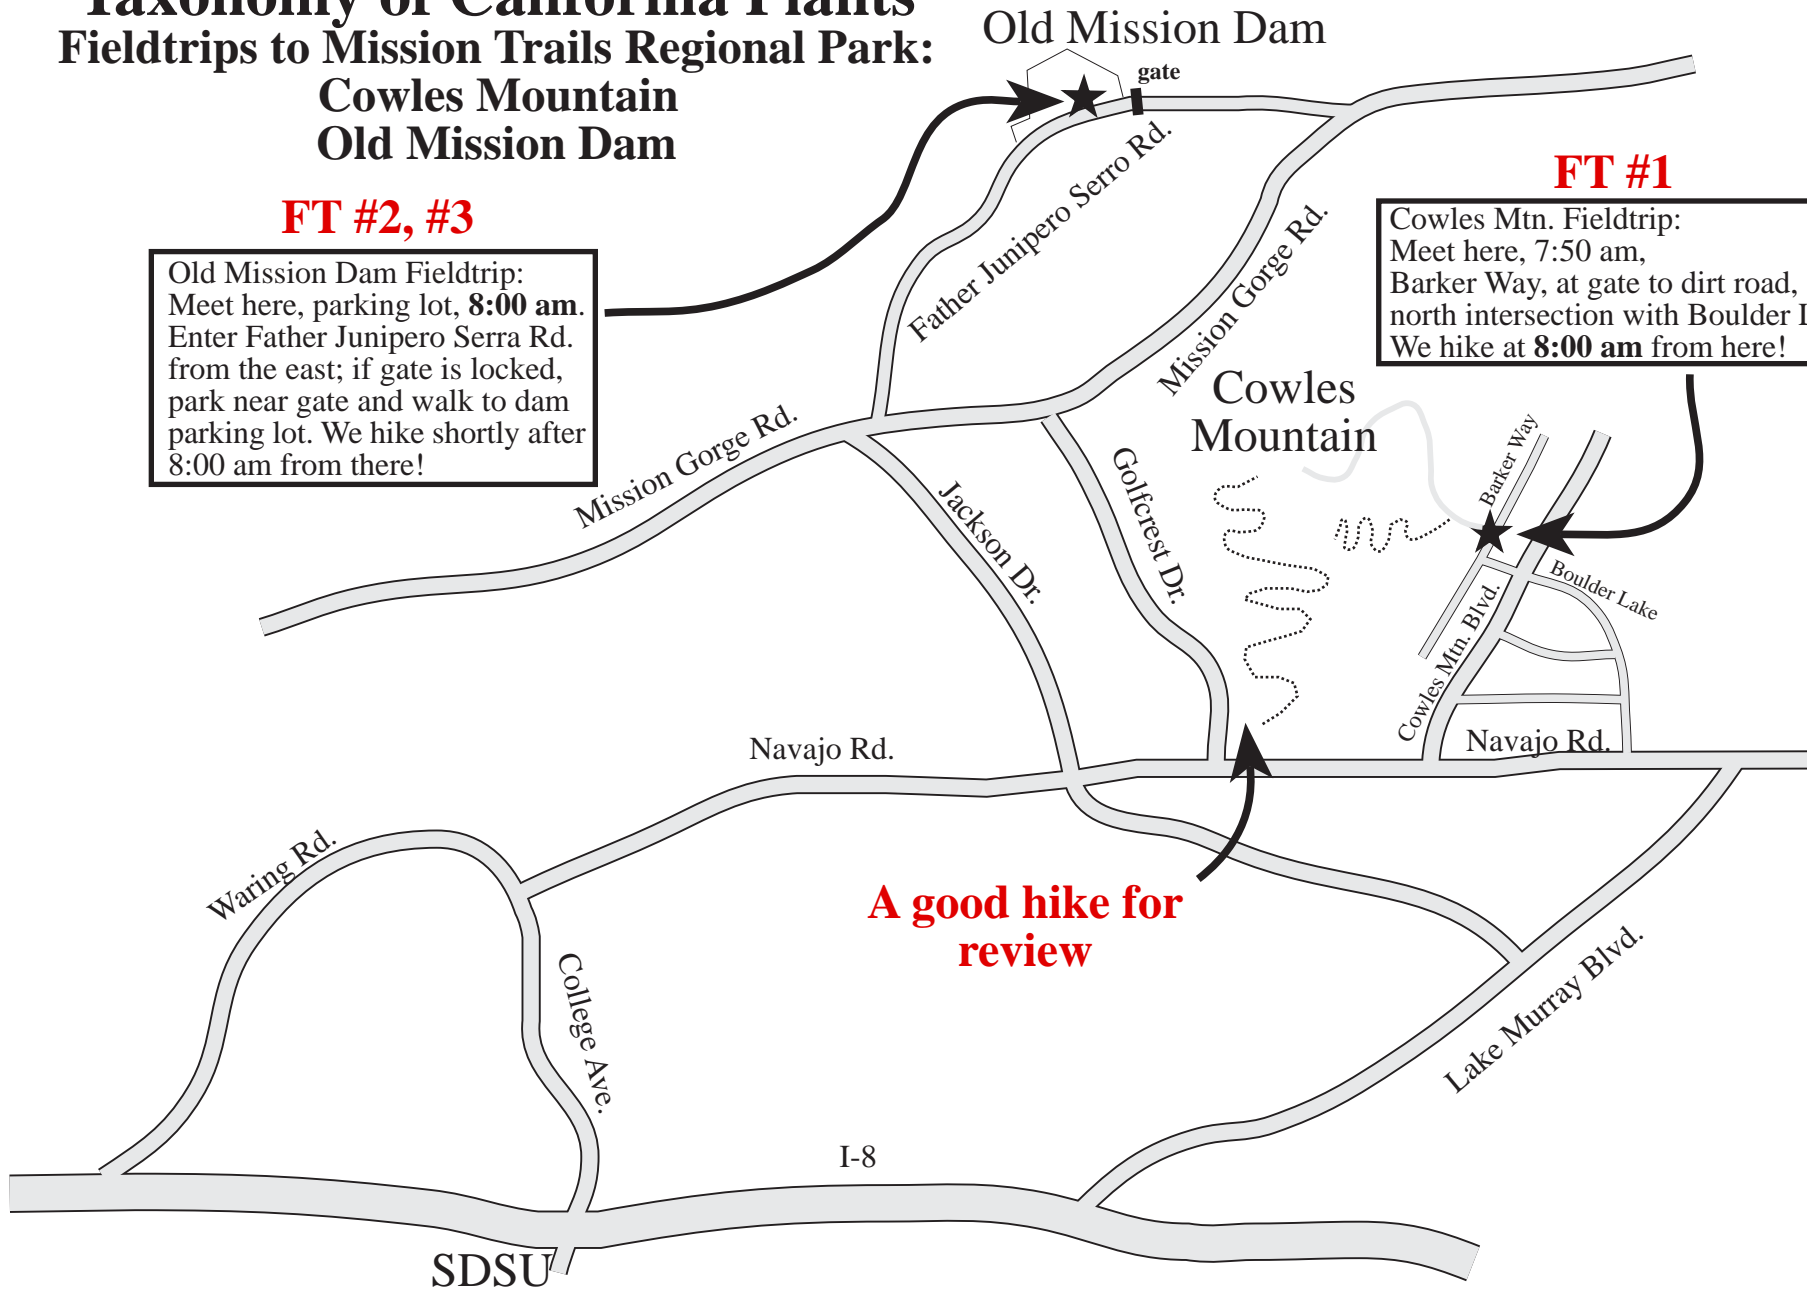 Taxonomy of California Plants
Fieldtrips to Mission Trails Regional Park:
Cowles Mountain
Old Mission Dam
Old Mission Dam
gate
FT #2, #3
Old Mission Dam Fieldtrip:
Meet here, parking lot, 8:00 am.
Enter Father Junipero Serra Rd.
from the east; if gate is locked,
park near gate and walk to dam
parking lot. We hike shortly after
8:00 am from there!
FT #1
Cowles Mtn. Fieldtrip:
Meet here, 7:50 am,
Barker Way, at gate to dirt road,
north intersection with Boulder L
We hike at 8:00 am from here!
Father Junipero Serro Rd.
Mission Gorge Rd.
Mission Gorge Rd.
Cowles
Mountain
Barker Way
Jackson Dr.
Golfcrest Dr.
Boulder Lake
Cowles Mtn. Blvd.
Navajo Rd.
Navajo Rd.
Waring Rd.
A good hike for
review
College Ave.
Lake Murray Blvd.
I-8
SDSU